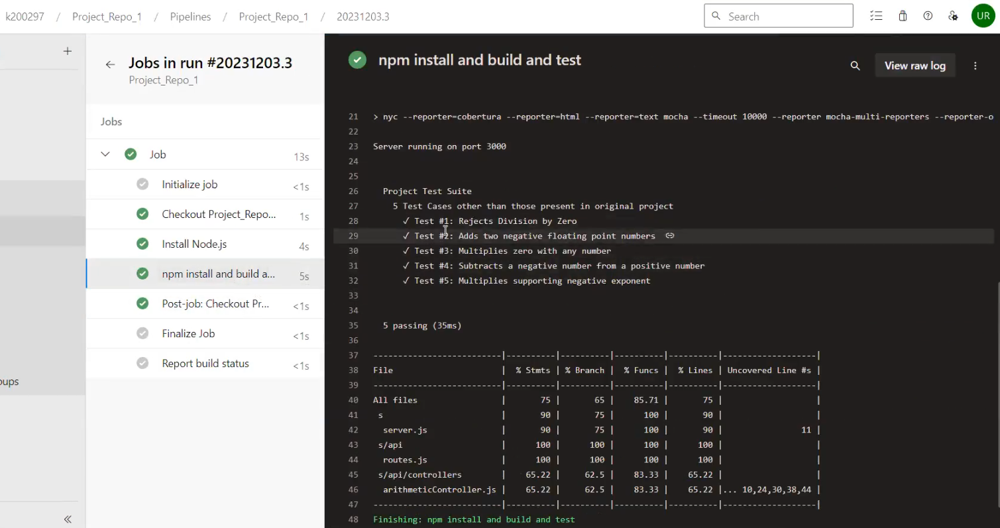 k200297 / Project_Repo_1 / Pipelines / Project_Repo_1 / 20231203.3
Search
UR
Jobs in run #20231203.3
Project_Repo_1
Jobs
Job 13s
Initialize job <1s
Checkout Project_Repo... 1s
Install Node.js 4s
npm install and build a... 5s
Post-job: Checkout Pr... <1s
Finalize Job <1s
Report build status <1s
oups
npm install and build and test
View raw log
21 > nyc --reporter=cobertura --reporter=html --reporter=text mocha --timeout 10000 --reporter mocha-multi-reporters --reporter-o
22
23 Server running on port 3000
24
25
26 Project Test Suite
27 5 Test Cases other than those present in original project
28 √ Test #1: Rejects Division by Zero
29 √ Test #2: Adds two negative floating point numbers
30 √ Test #3: Multiplies zero with any number
31 √ Test #4: Subtracts a negative number from a positive number
32 √ Test #5: Multiplies supporting negative exponent
33
34
35 5 passing (35ms)
36
37 --------------------------|----------|----------|----------|----------|-------------------|
38 File | % Stmts | % Branch | % Funcs | % Lines | Uncovered Line #s |
39 --------------------------|----------|----------|----------|----------|-------------------|
40 All files | 75 | 65 | 85.71 | 75 | |
41 s | 90 | 75 | 100 | 90 | |
42 server.js | 90 | 75 | 100 | 90 | 11 |
43 s/api | 100 | 100 | 100 | 100 | |
44 routes.js | 100 | 100 | 100 | 100 | |
45 s/api/controllers | 65.22 | 62.5 | 83.33 | 65.22 | |
46 arithmeticController.js | 65.22 | 62.5 | 83.33 | 65.22 |... 10,24,30,38,44 |
47 --------------------------|----------|----------|----------|----------|-------------------|
48 Finishing: npm install and build and test